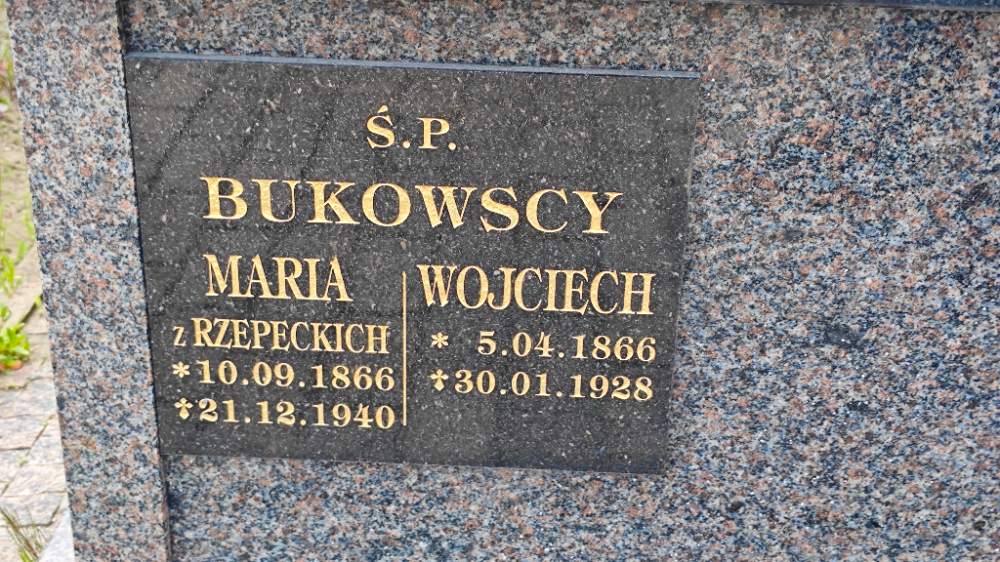 Ś.P.
BUKOWSCY
MARIA
z RZEPECKICH
*10.09.1866
✝21.12.1940
WOJCIECH
* 5.04.1866
✝30.01.1928